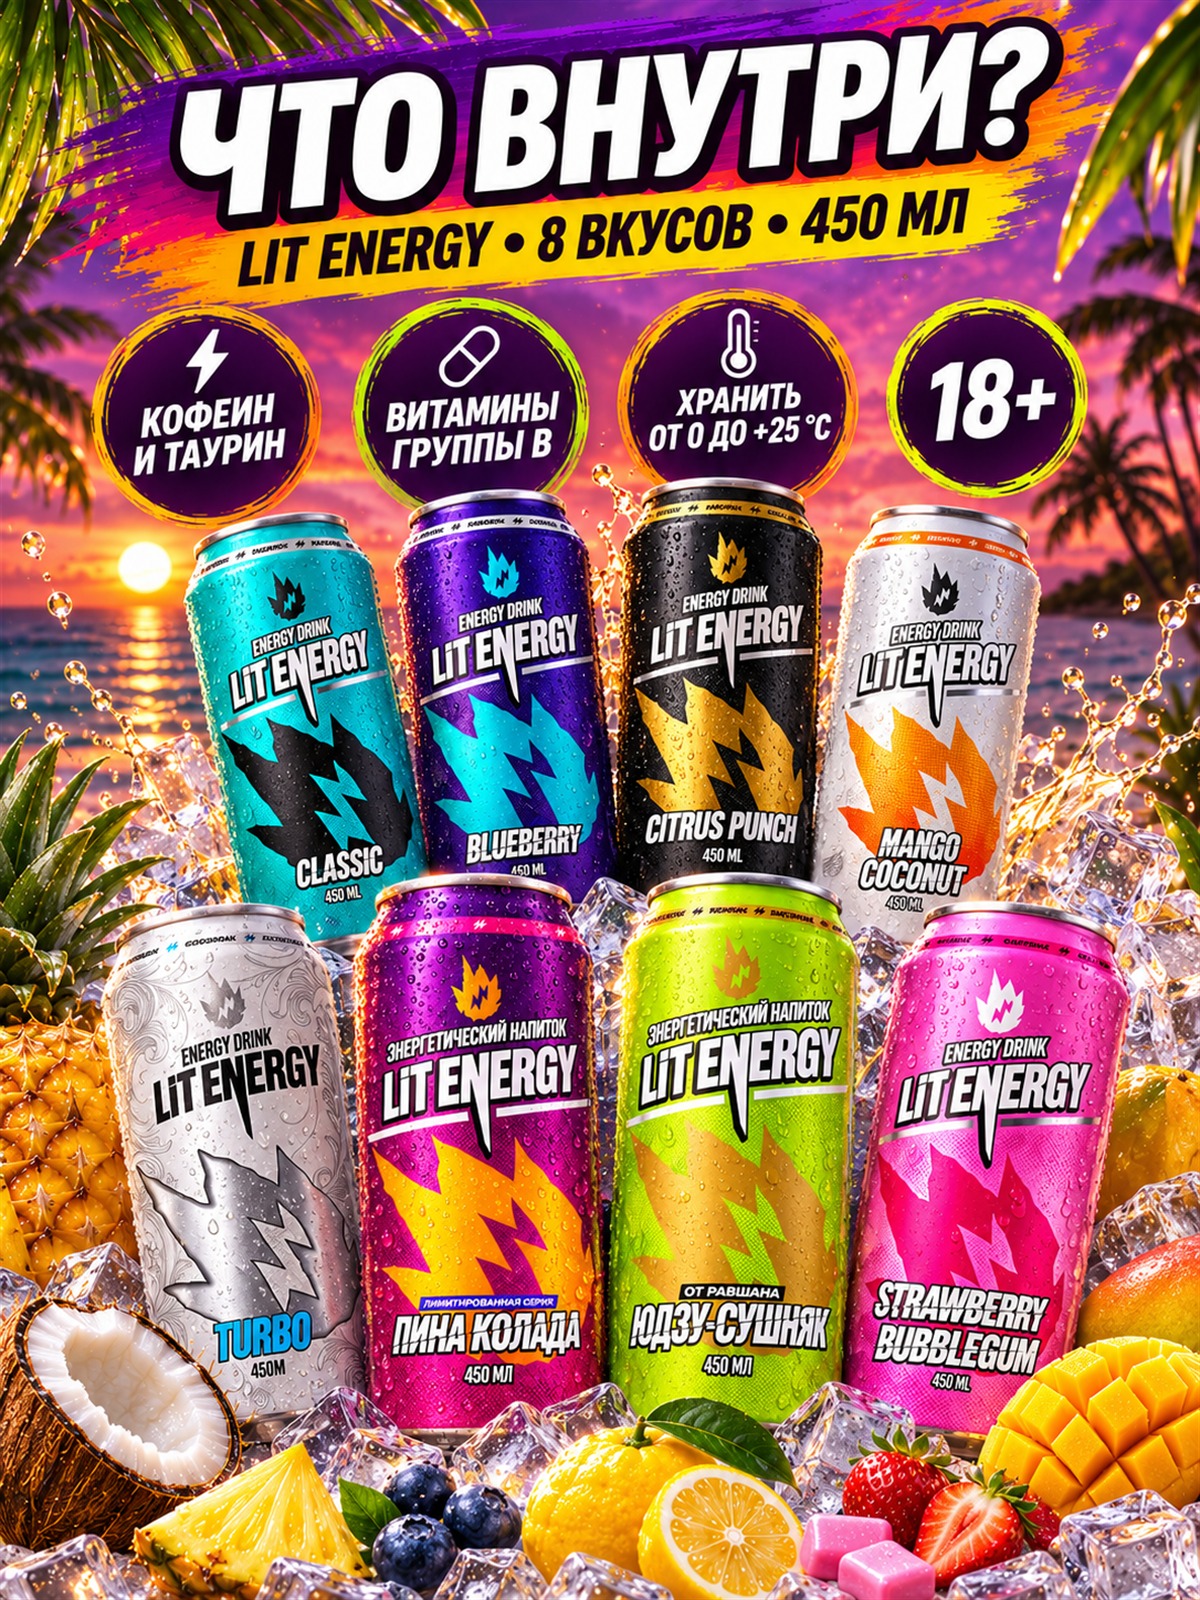 ЧТО ВНУТРИ?
LIT ENERGY • 8 ВКУСОВ • 450 МЛ
КОФЕИН
И ТАУРИН
ВИТАМИНЫ
ГРУППЫ B
ХРАНИТЬ
ОТ 0 ДО +25 °C
18+
ENERGY DRINK
LIT ENERGY
CLASSIC
450 ML
ENERGY DRINK
LIT ENERGY
BLUEBERRY
450 ML
ENERGY DRINK
LIT ENERGY
CITRUS PUNCH
450 ML
ENERGY DRINK
LIT ENERGY
MANGO
COCONUT
450 ML
ENERGY DRINK
LIT ENERGY
TURBO
450M
ЭНЕРГЕТИЧЕСКИЙ НАПИТОК
LIT ENERGY
ЛИМИТИРОВАННАЯ СЕРИЯ
ПИНА КОЛАДА
450 МЛ
ЭНЕРГЕТИЧЕСКИЙ НАПИТОК
LIT ENERGY
ОТ РАВШАНА
ЮДЗУ-СУШНЯК
450 МЛ
ENERGY DRINK
LIT ENERGY
STRAWBERRY
BUBBLEGUM
450 ML